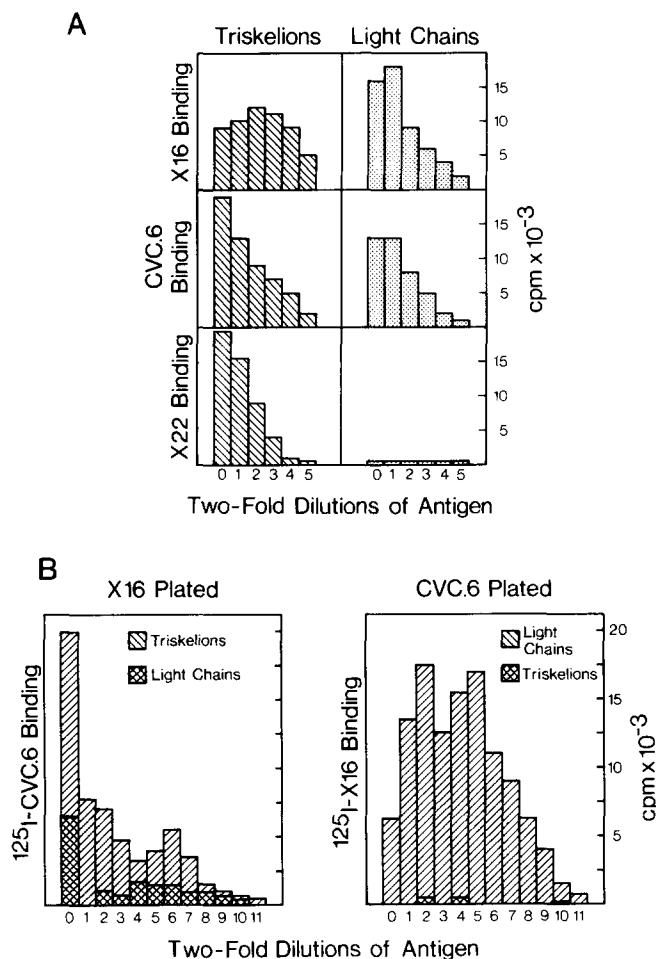 A
Triskelions Light Chains
X16 Binding
15
10
5
CVC.6 Binding
15
10
5
cpm x 10⁻³
X22 Binding
15
10
5
0 1 2 3 4 5 0 1 2 3 4 5
Two-Fold Dilutions of Antigen
B
X16 Plated CVC.6 Plated
Triskelions
Light Chains
Light Chains
Triskelions
¹²⁵I-CVC.6 Binding
¹²⁵I-X16 Binding
20
15
10
5
cpm x 10⁻³
0 1 2 3 4 5 6 7 8 9 10 11 0 1 2 3 4 5 6 7 8 9 10 11
Two-Fold Dilutions of Antigen